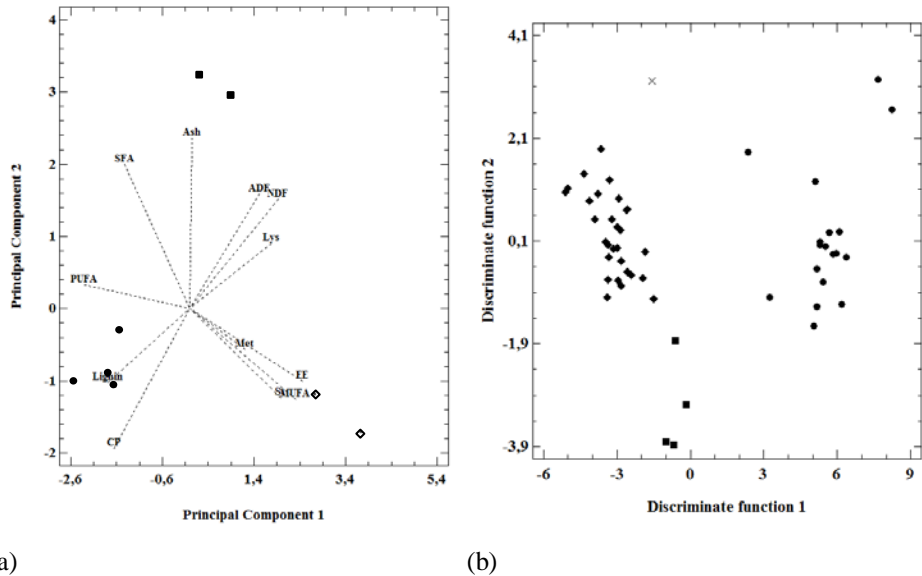 4
3
2
1
0
-1
-2
Principal Component 2
Ash
SFA
ADF
NDF
Lys
PUFA
Met
Lignin
EE
MUFA
CP
-2,6
-0,6
1,4
3,4
5,4
Principal Component 1
a)
4,1
2,1
0,1
-1,9
-3,9
Discriminate function 2
-6
-3
0
3
6
9
Discriminate function 1
(b)